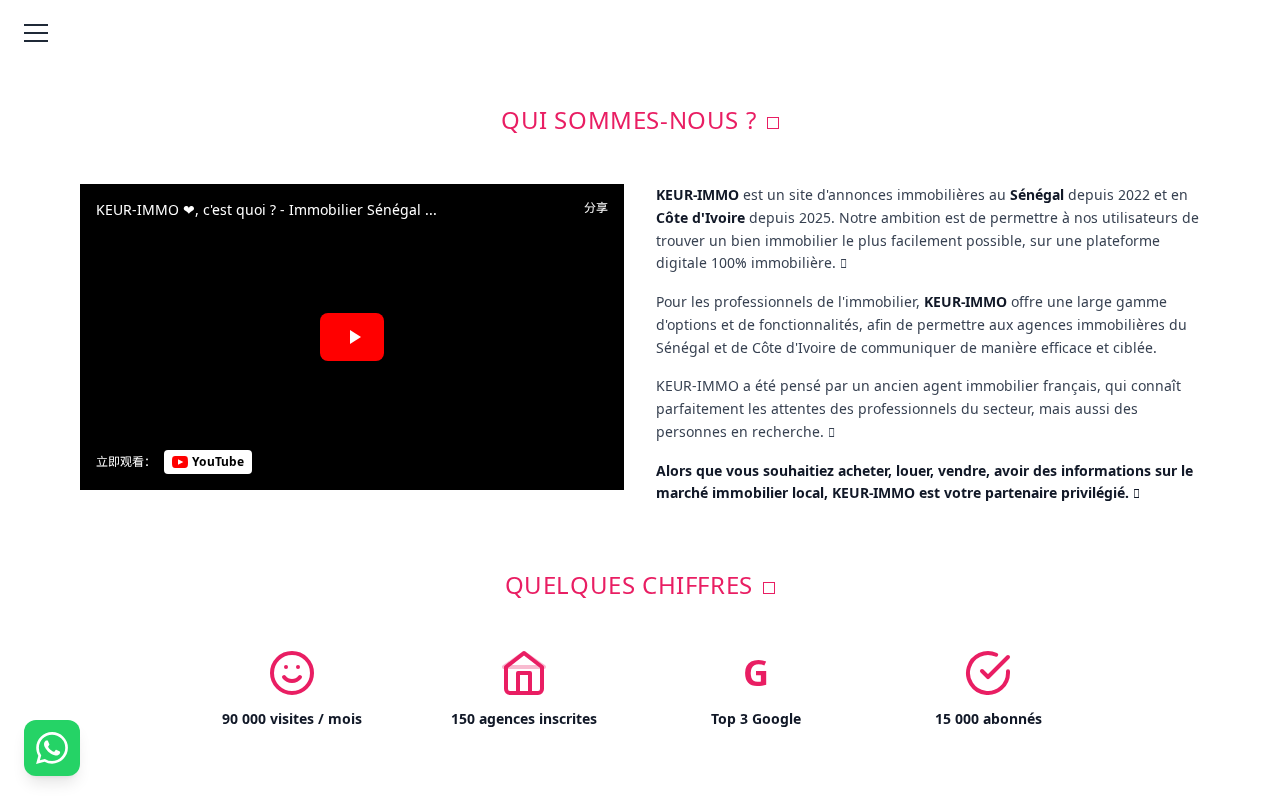 QUI SOMMES-NOUS ?
KEUR-IMMO ❤, c'est quoi ? - Immobilier Sénégal ...
分享
立即观看：
YouTube
KEUR-IMMO est un site d'annonces immobilières au Sénégal depuis 2022 et en
Côte d'Ivoire depuis 2025. Notre ambition est de permettre à nos utilisateurs de
trouver un bien immobilier le plus facilement possible, sur une plateforme
digitale 100% immobilière.
Pour les professionnels de l'immobilier, KEUR-IMMO offre une large gamme
d'options et de fonctionnalités, afin de permettre aux agences immobilières du
Sénégal et de Côte d'Ivoire de communiquer de manière efficace et ciblée.
KEUR-IMMO a été pensé par un ancien agent immobilier français, qui connaît
parfaitement les attentes des professionnels du secteur, mais aussi des
personnes en recherche.
Alors que vous souhaitiez acheter, louer, vendre, avoir des informations sur le
marché immobilier local, KEUR-IMMO est votre partenaire privilégié.
QUELQUES CHIFFRES
G
90 000 visites / mois
150 agences inscrites
Top 3 Google
15 000 abonnés